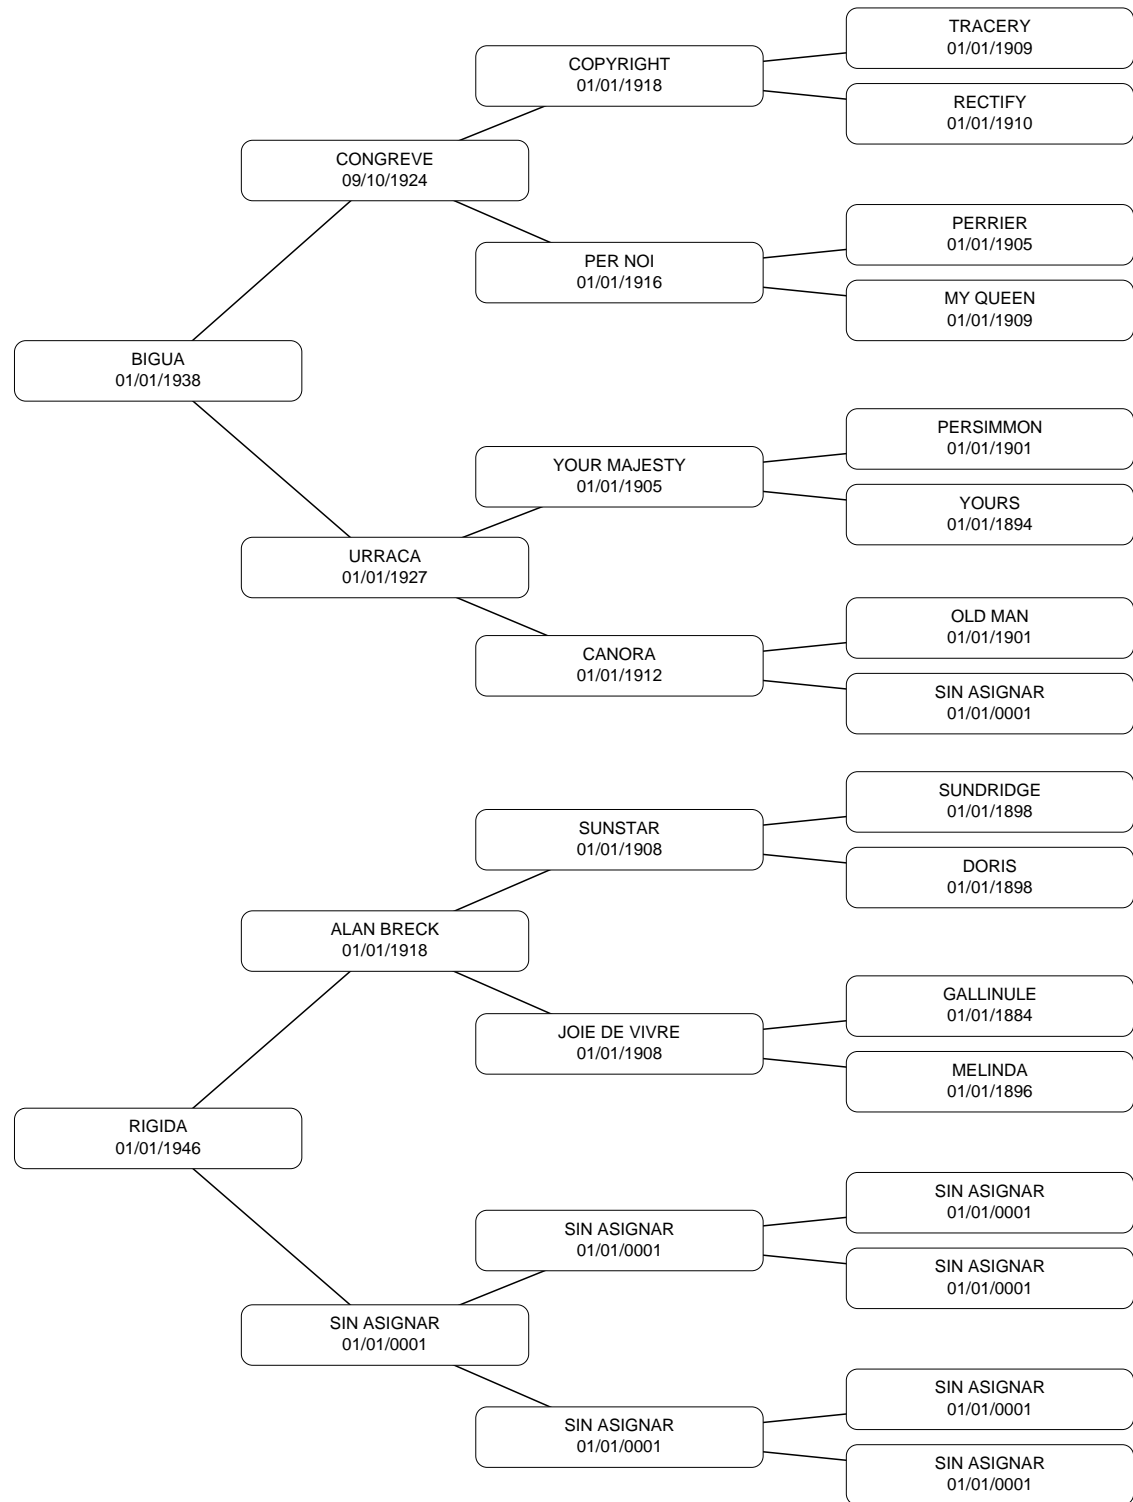 TRACERY
01/01/1909
COPYRIGHT
01/01/1918
RECTIFY
01/01/1910
CONGREVE
09/10/1924
PERRIER
01/01/1905
PER NOI
01/01/1916
MY QUEEN
01/01/1909
BIGUA
01/01/1938
PERSIMMON
01/01/1901
YOUR MAJESTY
01/01/1905
YOURS
01/01/1894
URRACA
01/01/1927
OLD MAN
01/01/1901
CANORA
01/01/1912
SIN ASIGNAR
01/01/0001
SUNDRIDGE
01/01/1898
SUNSTAR
01/01/1908
DORIS
01/01/1898
ALAN BRECK
01/01/1918
GALLINULE
01/01/1884
JOIE DE VIVRE
01/01/1908
MELINDA
01/01/1896
RIGIDA
01/01/1946
SIN ASIGNAR
01/01/0001
SIN ASIGNAR
01/01/0001
SIN ASIGNAR
01/01/0001
SIN ASIGNAR
01/01/0001
SIN ASIGNAR
01/01/0001
SIN ASIGNAR
01/01/0001
SIN ASIGNAR
01/01/0001